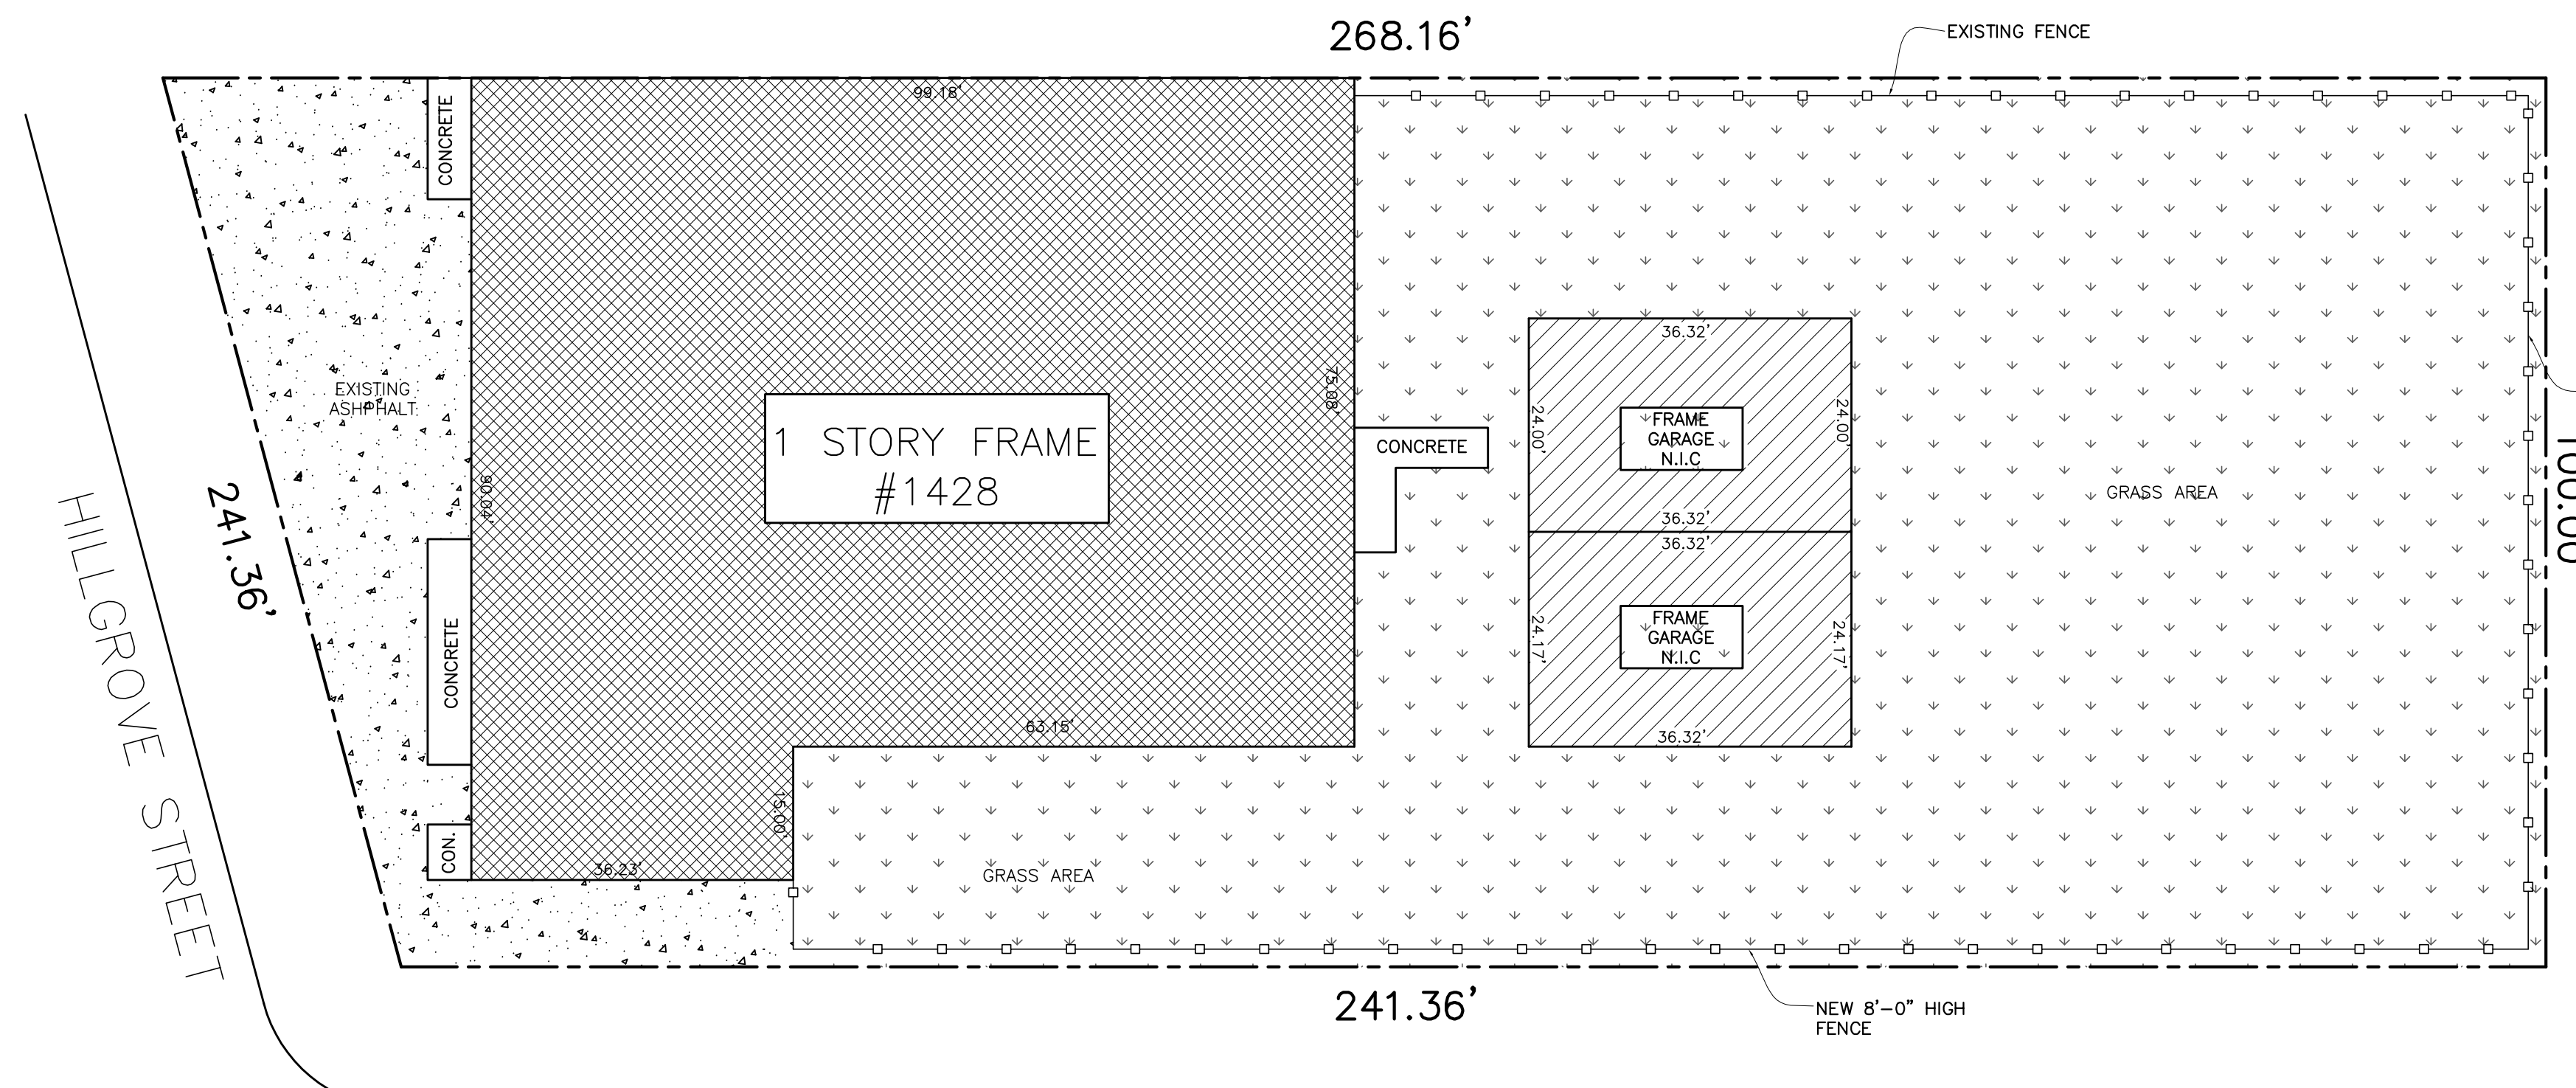 268.16'
EXISTING FENCE
CONCRETE
99.18'
EXISTING
ASHPHALT
90.04'
1 STORY FRAME
#1428
75.08'
CONCRETE
36.32'
24.00'
24.00'
FRAME
GARAGE
N.I.C
36.32'
36.32'
24.17'
24.17'
FRAME
GARAGE
N.I.C
36.32'
GRASS AREA
100.00
241.36'
HILLGROVE STREET
CONCRETE
63.15'
15.00'
CON.
36.23'
GRASS AREA
241.36'
NEW 8'-0" HIGH
FENCE